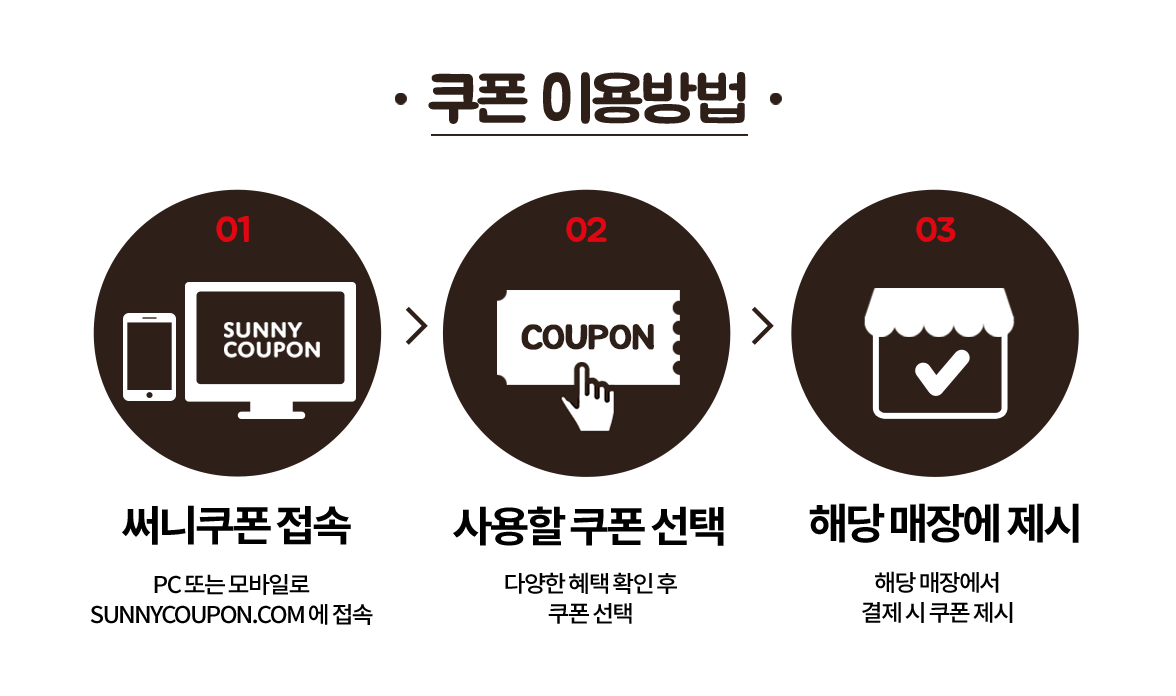 • 쿠폰 이용방법 •
01
SUNNY
COUPON
02
COUPON
03
써니쿠폰 접속
사용할 쿠폰 선택
해당 매장에 제시
PC 또는 모바일로
SUNNYCOUPON.COM 에 접속
다양한 혜택 확인 후
쿠폰 선택
해당 매장에서
결제 시 쿠폰 제시